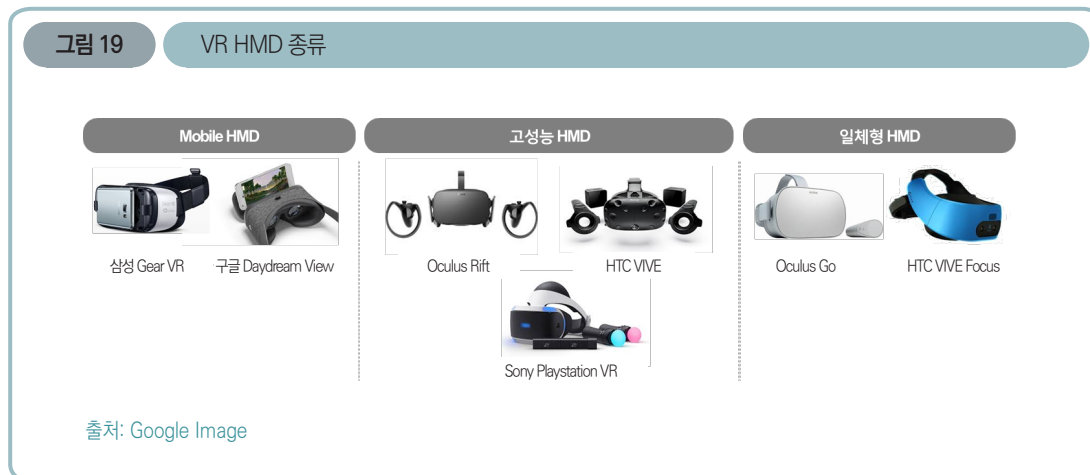 그림 19 VR HMD 종류
Mobile HMD 고성능 HMD 일체형 HMD
삼성 Gear VR 구글 Daydream View Oculus Rift HTC VIVE Oculus Go HTC VIVE Focus
Sony Playstation VR
출처: Google Image